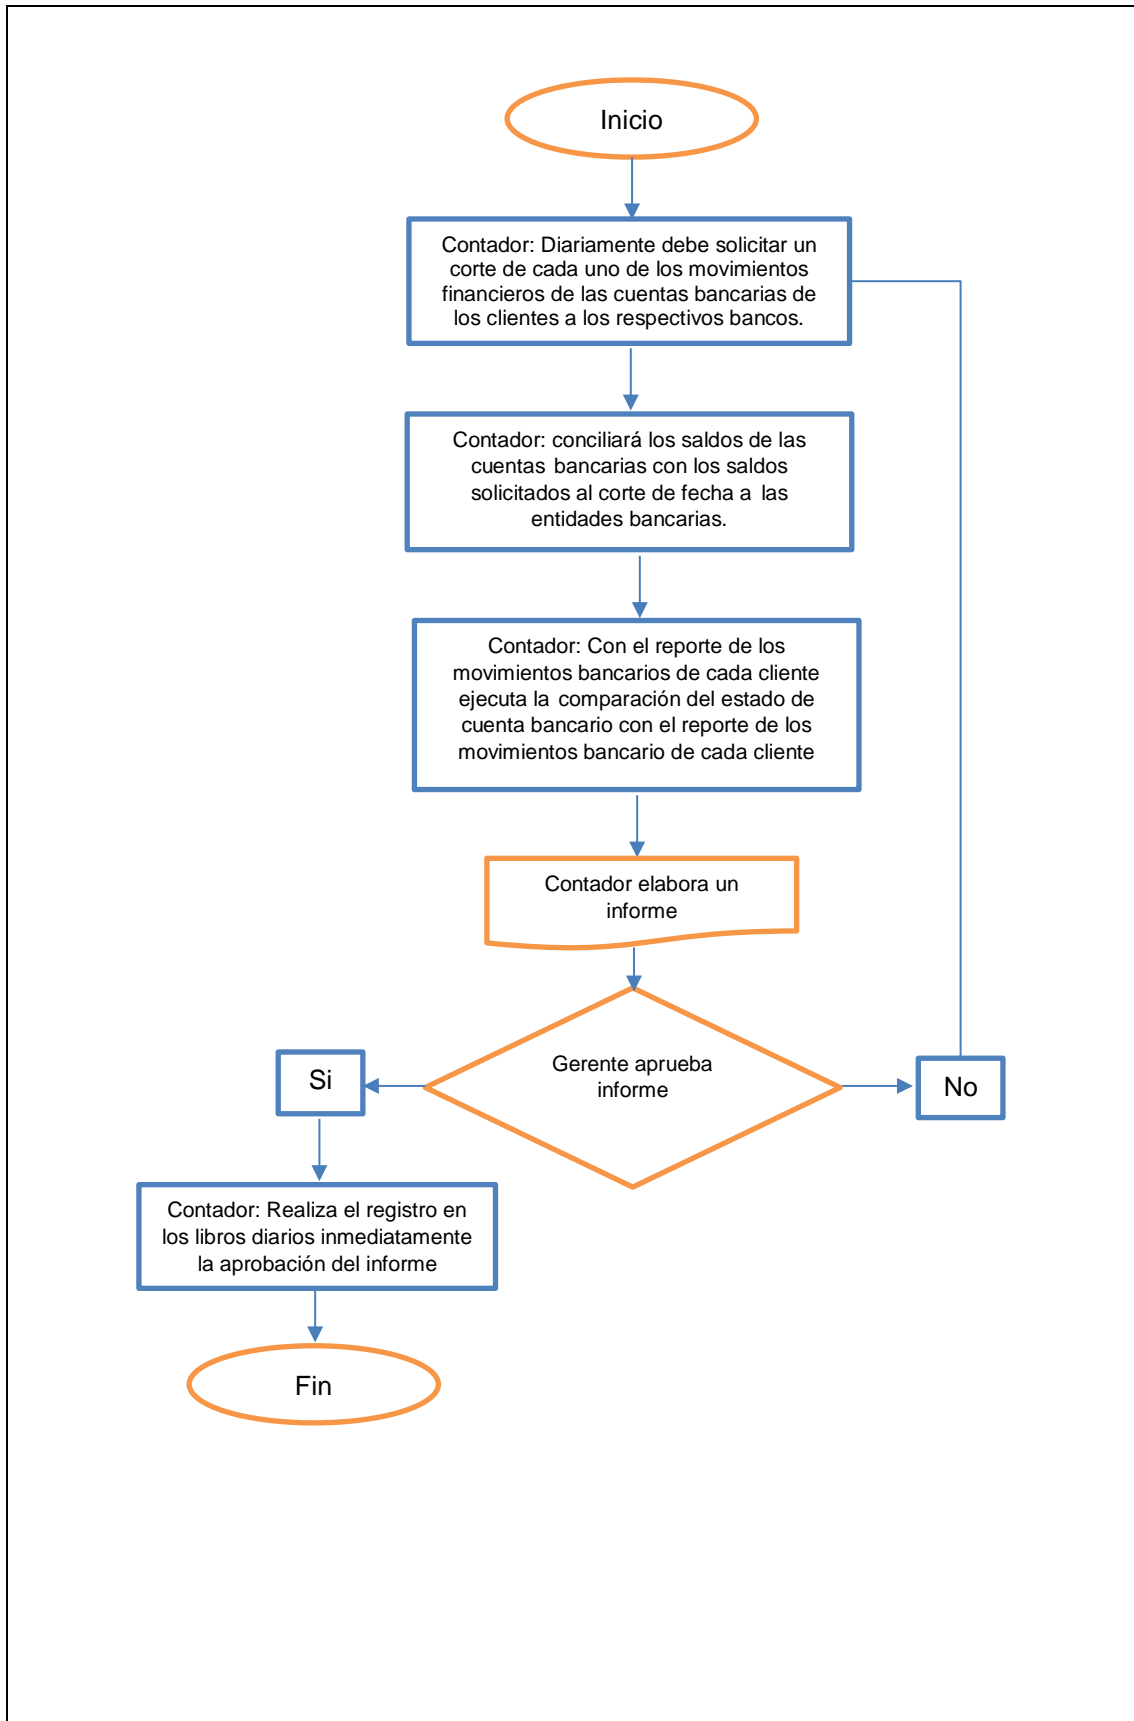 Inicio
Contador: Diariamente debe solicitar un
corte de cada uno de los movimientos
financieros de las cuentas bancarias de
los clientes a los respectivos bancos.
Contador: conciliará los saldos de las
cuentas bancarias con los saldos
solicitados al corte de fecha a las
entidades bancarias.
Contador: Con el reporte de los
movimientos bancarios de cada cliente
ejecuta la comparación del estado de
cuenta bancario con el reporte de los
movimientos bancario de cada cliente
Contador elabora un
informe
Gerente aprueba
informe
Si
No
Contador: Realiza el registro en
los libros diarios inmediatamente
la aprobación del informe
Fin